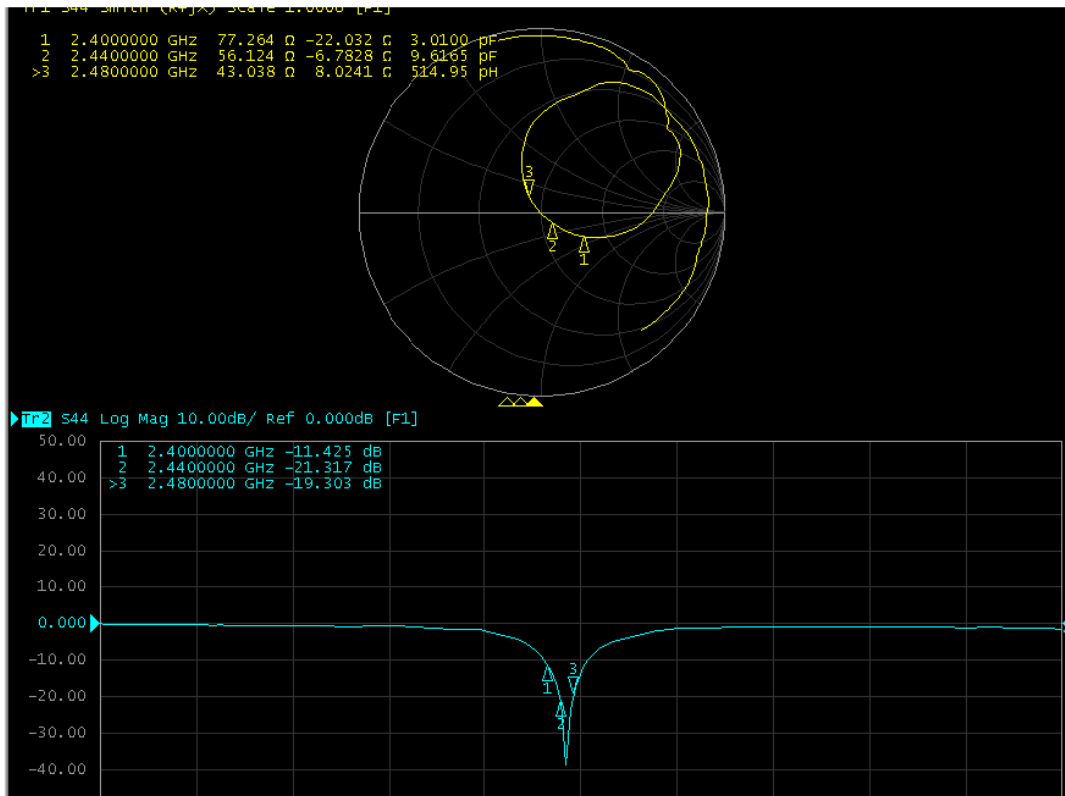 Tr1 S44 Smith (R+jX) Scale 1.000U [F1]
1 2.4000000 GHz 77.264 Ω -22.032 Ω 3.0100 pF
2 2.4400000 GHz 56.124 Ω -6.7828 Ω 9.6165 pF
>3 2.4800000 GHz 43.038 Ω 8.0241 Ω 514.95 pH
3
2
1
Tr2 S44 Log Mag 10.00dB/ Ref 0.000dB [F1]
50.00
1 2.4000000 GHz -11.425 dB
2 2.4400000 GHz -21.317 dB
>3 2.4800000 GHz -19.303 dB
40.00
30.00
20.00
10.00
0.000
-10.00
3
1
-20.00
2
-30.00
-40.00